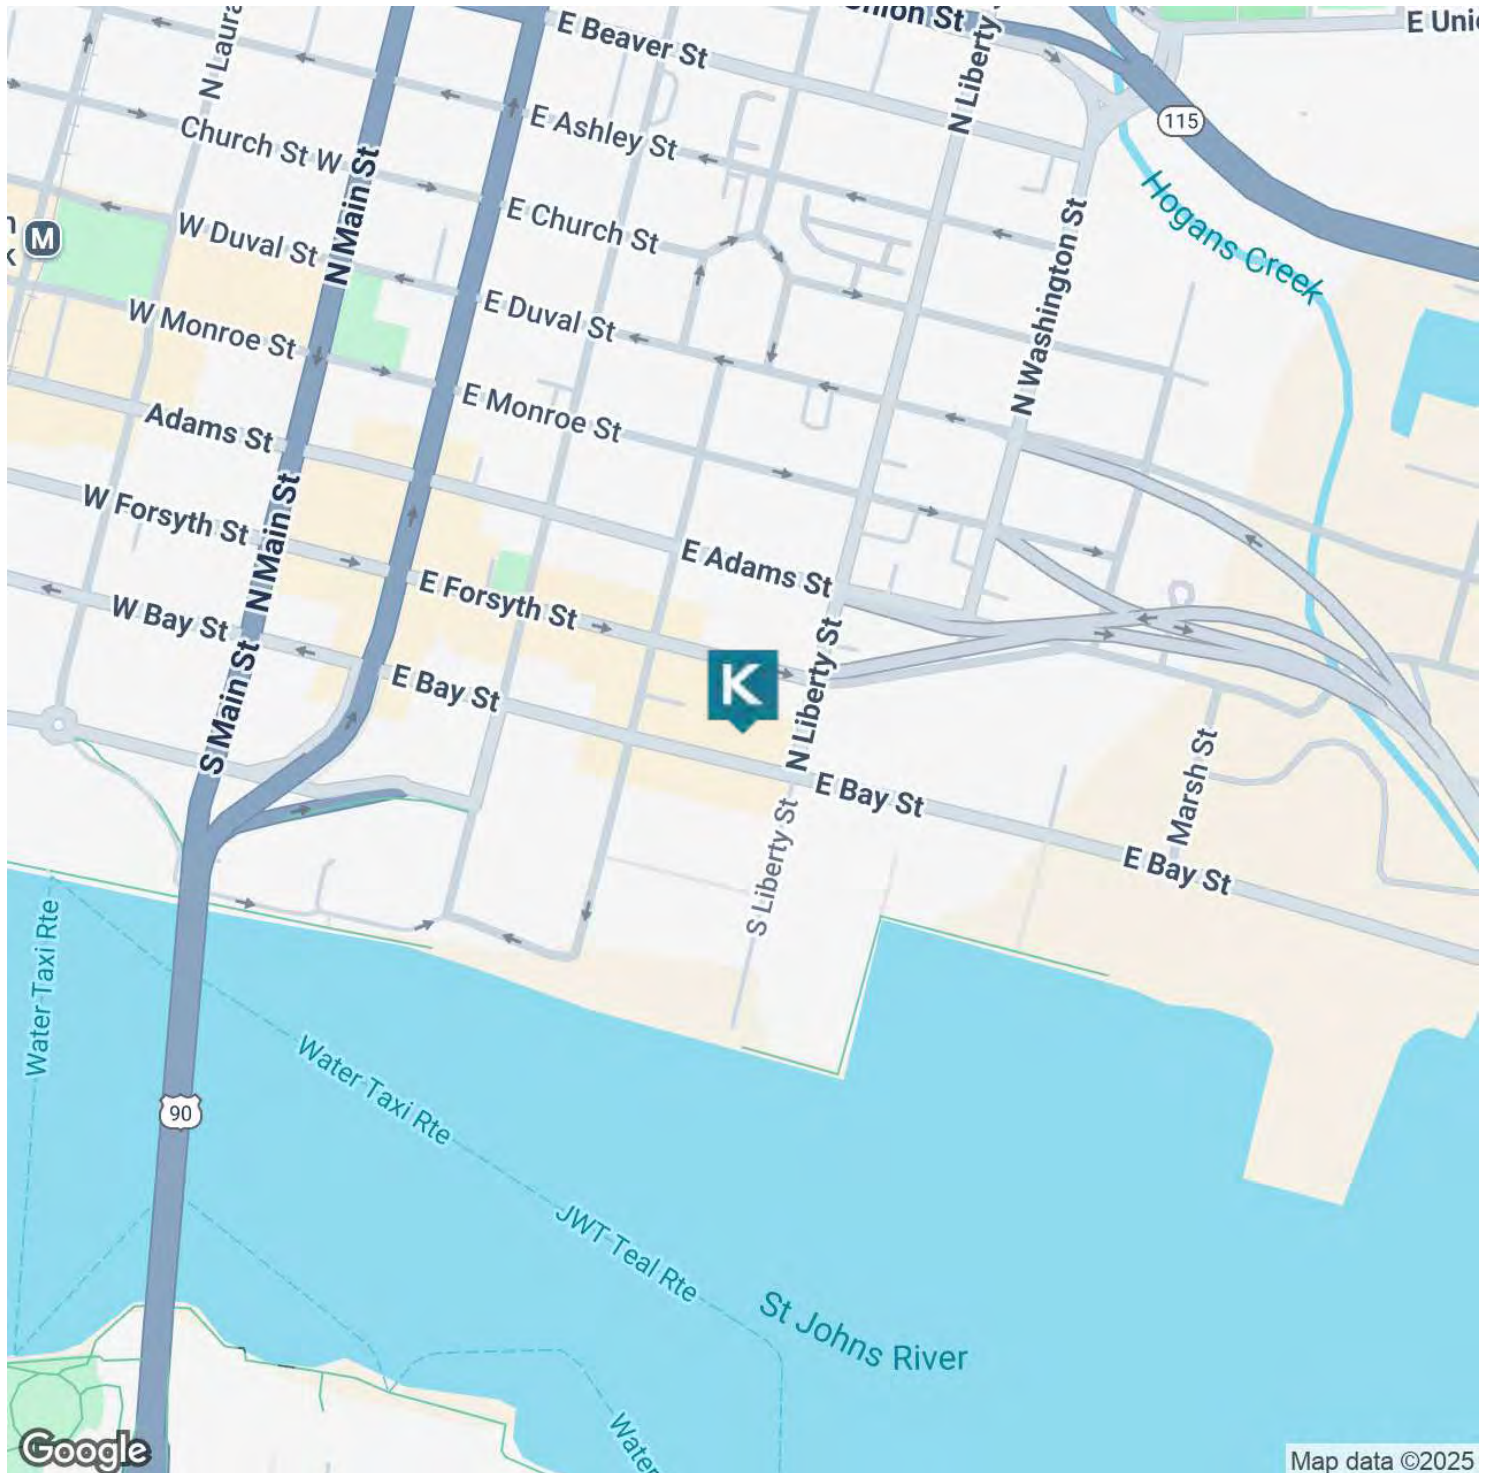 Union St
N Liberty
E Uni
E Beaver St
N Laura
115
E Ashley St
Church St W
N Main St
Hogans Creek
E Church St
W Duval St
M
k
N Washington St
E Duval St
W Monroe St
E Monroe St
Adams St
W Forsyth St
N Main St
E Adams St
E Forsyth St
W Bay St
K
E Bay St
S Main St
N Liberty St
E Bay St
Marsh St
S Liberty St
E Bay St
Water Taxi Rte
Water Taxi Rte
90
JWT Teal Rte
St Johns River
Water
Google
Map data ©2025